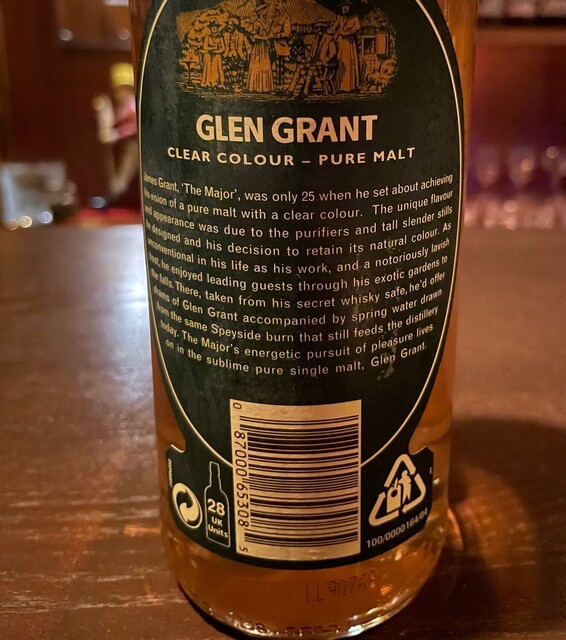 GLEN GRANT
CLEAR COLOUR – PURE MALT
James Grant, 'The Major', was only 25 when he set about achieving
his vision of a pure malt with a clear colour. The unique flavour
and appearance was due to the purifiers and tall slender stills
he designed and his decision to retain its natural colour. As
unconventional in his life as his work, and a notoriously lavish
host, he enjoyed leading guests through his exotic gardens to
the falls. There, taken from his secret whisky safe, he'd offer
drams of Glen Grant accompanied by spring water drawn
from the same Speyside burn that still feeds the distillery
today. The Major's energetic pursuit of pleasure lives
on in the sublime pure single malt, Glen Grant.
0 87000 65308 5
28
UK
Units
100/0000164/04